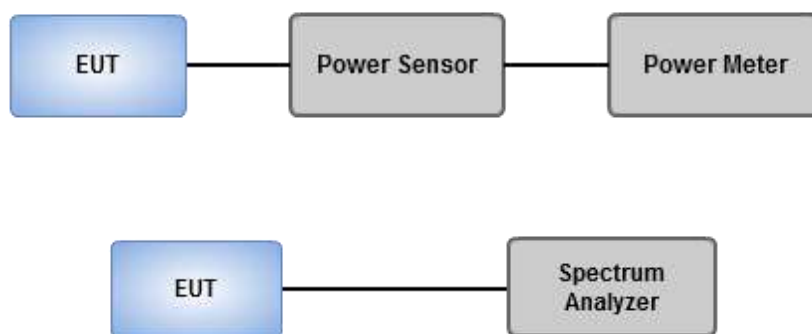 EUT
Power Sensor
Power Meter
EUT
Spectrum
Analyzer